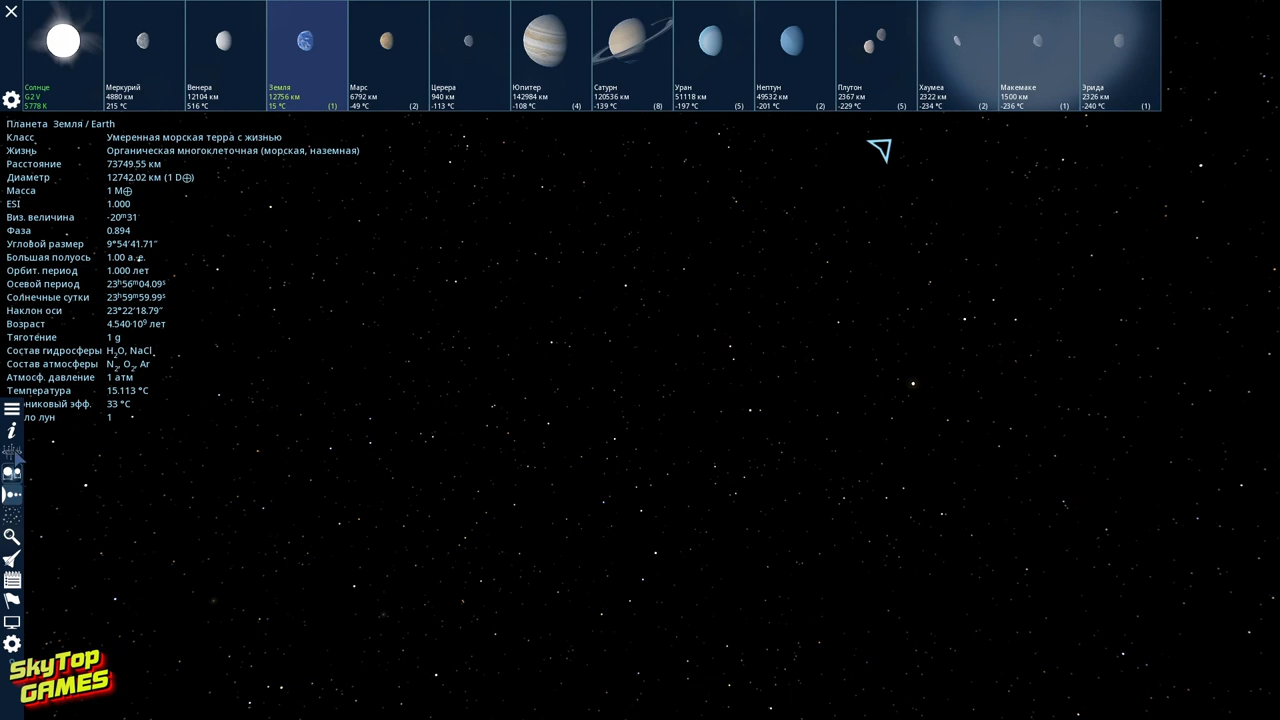 Солнце
G2 V
5778 K
Меркурий
4880 км
215 °C
Венера
12104 км
516 °C
Земля
12756 км
15 °C (1)
Марс
6792 км
-49 °C (2)
Церера
940 км
-113 °C
Юпитер
142984 км
-108 °C (4)
Сатурн
120536 км
-139 °C (8)
Уран
51118 км
-197 °C (5)
Нептун
49532 км
-201 °C (2)
Плутон
2367 км
-229 °C (5)
Хаумеа
2322 км
-234 °C (2)
Макемаке
1500 км
-236 °C (1)
Эрида
2326 км
-240 °C (1)
Планета Земля / Earth
Класс Умеренная морская терра с жизнью
Жизнь Органическая многоклеточная (морская, наземная)
Расстояние 73749.55 км
Диаметр 12742.02 км (1 D⊕)
Масса 1 M⊕
ESI 1.000
Виз. величина -20ᵐ31
Фаза 0.894
Угловой размер 9°54′41.71″
Большая полуось 1.00 а. е.
Орбит. период 1.000 лет
Осевой период 23ʰ56ᵐ04.09ˢ
Солнечные сутки 23ʰ59ᵐ59.99ˢ
Наклон оси 23°22′18.79″
Возраст 4.540·10⁹ лет
Тяготение 1 g
Состав гидросферы H₂O, NaCl
Состав атмосферы N₂, O₂, Ar
Атмосф. давление 1 атм
Температура 15.113 °C
рниковый эфф. 33 °C
ло лун 1
SkyTop
GAMES